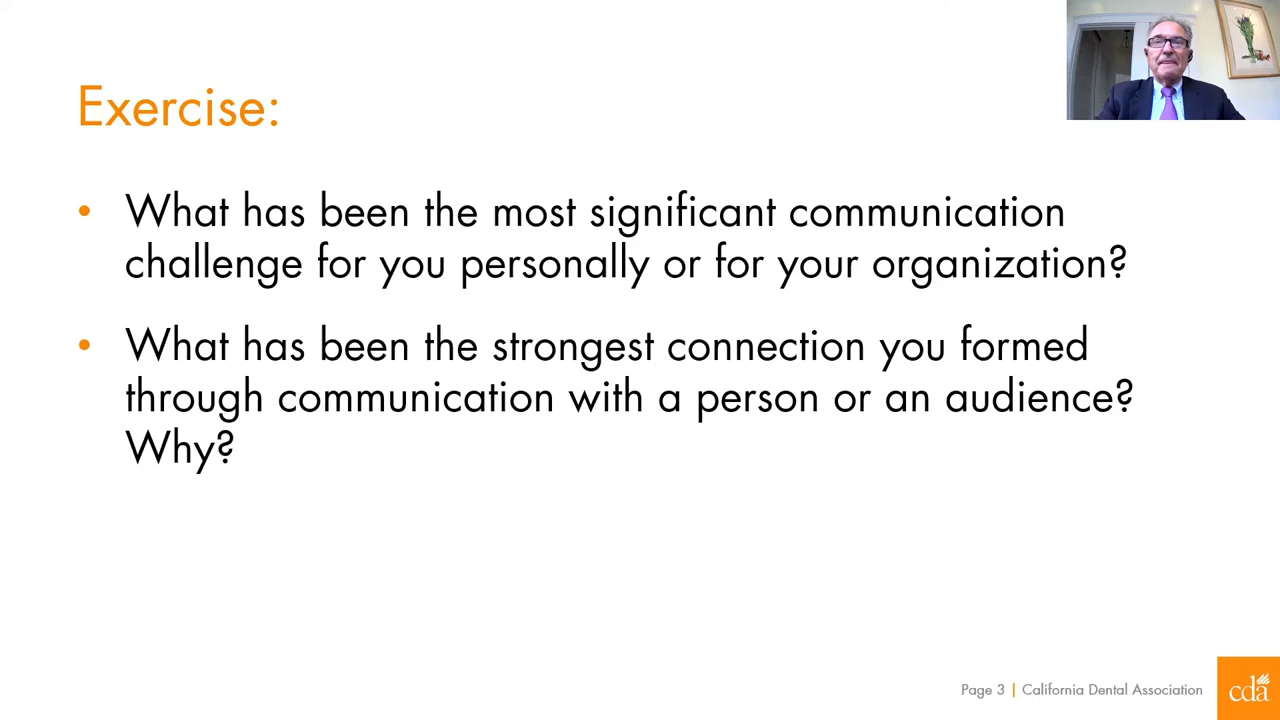 Exercise:
• What has been the most significant communication
challenge for you personally or for your organization?
• What has been the strongest connection you formed
through communication with a person or an audience?
Why?
Page 3 | California Dental Association
cda